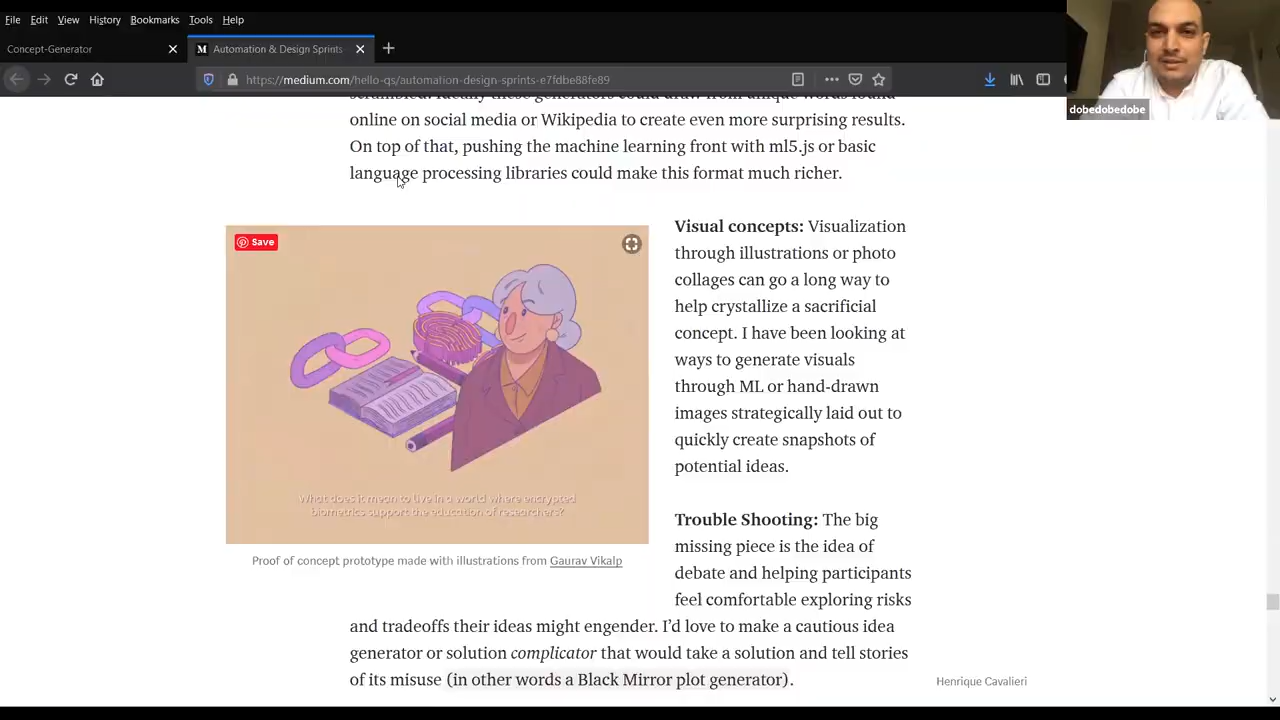 File Edit View History Bookmarks Tools Help
Concept-Generator
M Automation & Design Sprints
https://medium.com/hello-qs/automation-design-sprints-e7fdbe88fe89
dobedobedobe
online on social media or Wikipedia to create even more surprising results.
On top of that, pushing the machine learning front with ml5.js or basic
language processing libraries could make this format much richer.
Save
What does it mean to live in a world where encrypted
biometrics support the education of researchers?
Proof of concept prototype made with illustrations from Gaurav Vikalp
Visual concepts: Visualization
through illustrations or photo
collages can go a long way to
help crystallize a sacrificial
concept. I have been looking at
ways to generate visuals
through ML or hand-drawn
images strategically laid out to
quickly create snapshots of
potential ideas.
Trouble Shooting: The big
missing piece is the idea of
debate and helping participants
feel comfortable exploring risks
and tradeoffs their ideas might engender. I'd love to make a cautious idea
generator or solution complicator that would take a solution and tell stories
of its misuse (in other words a Black Mirror plot generator).
Henrique Cavalieri